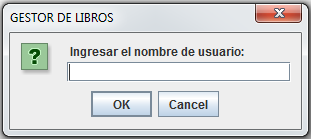 GESTOR DE LIBROS
Ingresar el nombre de usuario:
OK Cancel